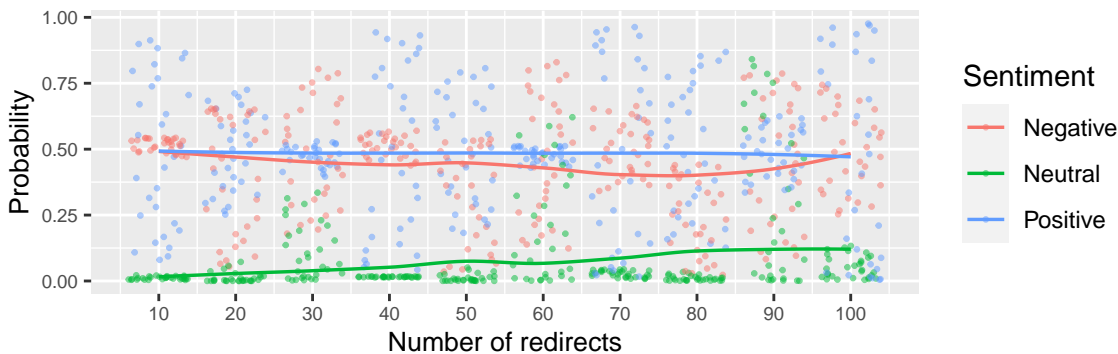 1.00
0.75
0.50
0.25
0.00
Probability
10 20 30 40 50 60 70 80 90 100
Number of redirects
Sentiment
Negative
Neutral
Positive